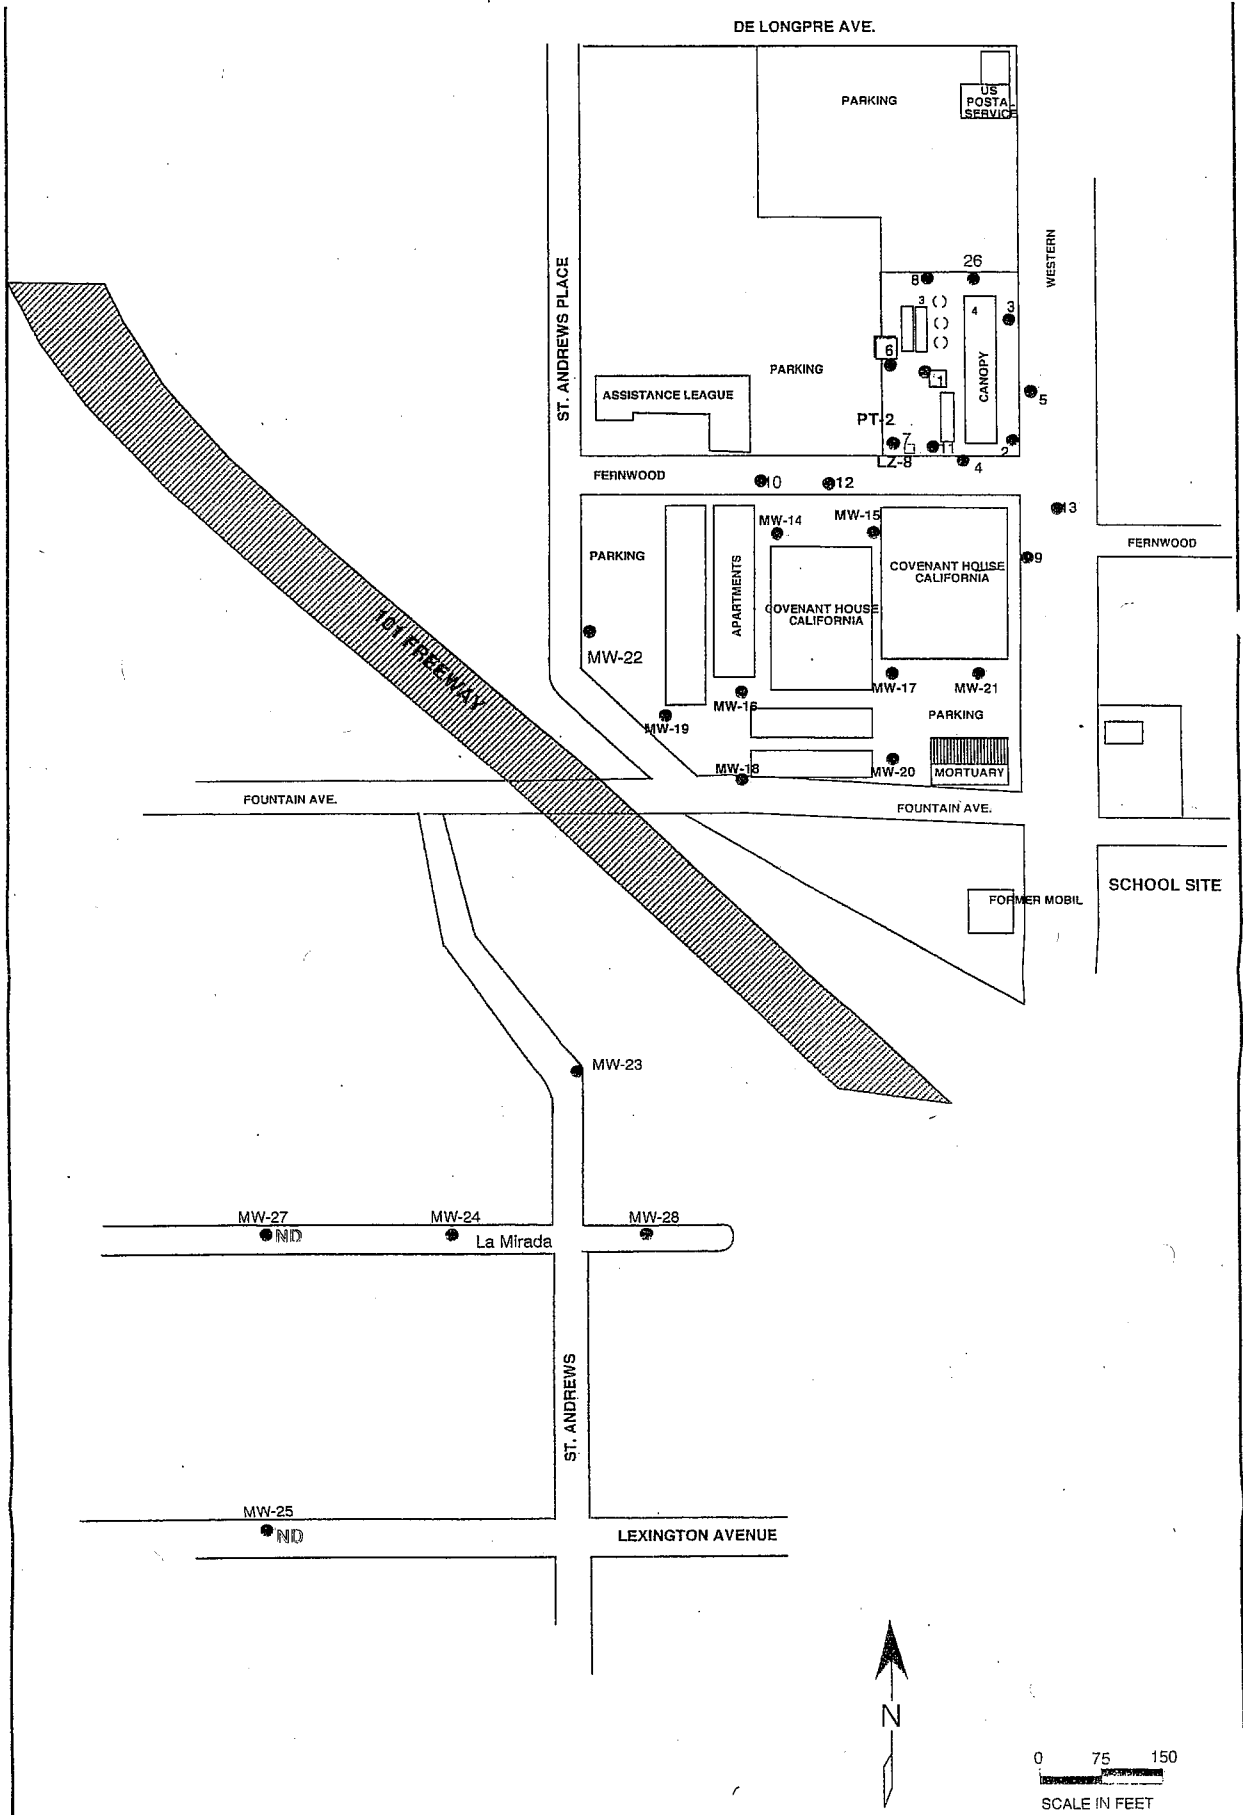 DE LONGPRE AVE.
PARKING
US
POSTAL
SERVICE
WESTERN
ST. ANDREWS PLACE
26
8
3
3
4
CANOPY
6
1
5
PARKING
ASSISTANCE LEAGUE
PT-2
7
11
2
LZ-8
4
FERNWOOD
10
12
13
MW-14
MW-15
FERNWOOD
9
PARKING
APARTMENTS
COVENANT HOUSE
CALIFORNIA
COVENANT HOUSE
CALIFORNIA
101 FREEWAY
MW-22
MW-17
MW-21
MW-16
MW-19
PARKING
MW-18
MW-20
MORTUARY
FOUNTAIN AVE.
FOUNTAIN AVE.
SCHOOL SITE
FORMER MOBIL
MW-23
MW-27
ND
MW-24
La Mirada
MW-28
ST. ANDREWS
MW-25
ND
LEXINGTON AVENUE
N
0 75 150
SCALE IN FEET